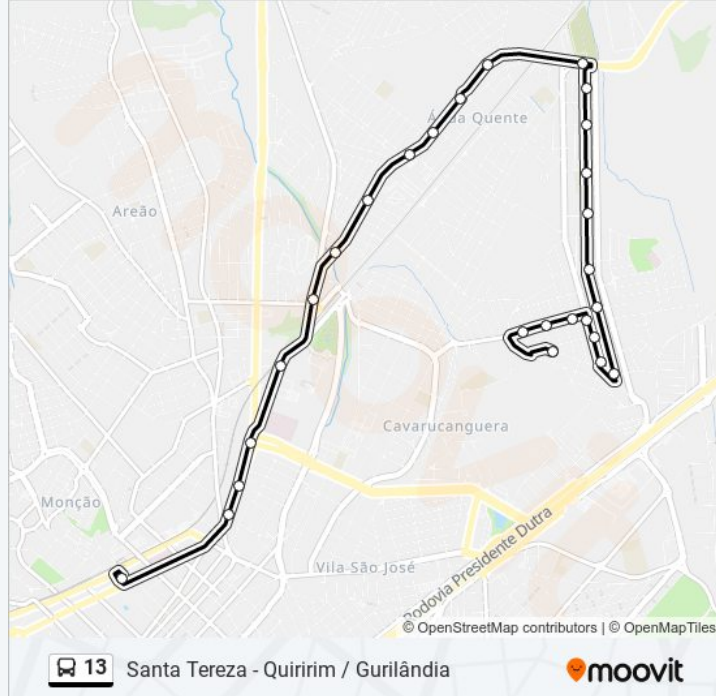 Água Quente
Areão
Cavarucanguera
Monção
Rodovia Presidente Dutra
Vila São José
© OpenStreetMap contributors | © OpenMapTiles
13 Santa Tereza - Quiririm / Gurilândia
moovit